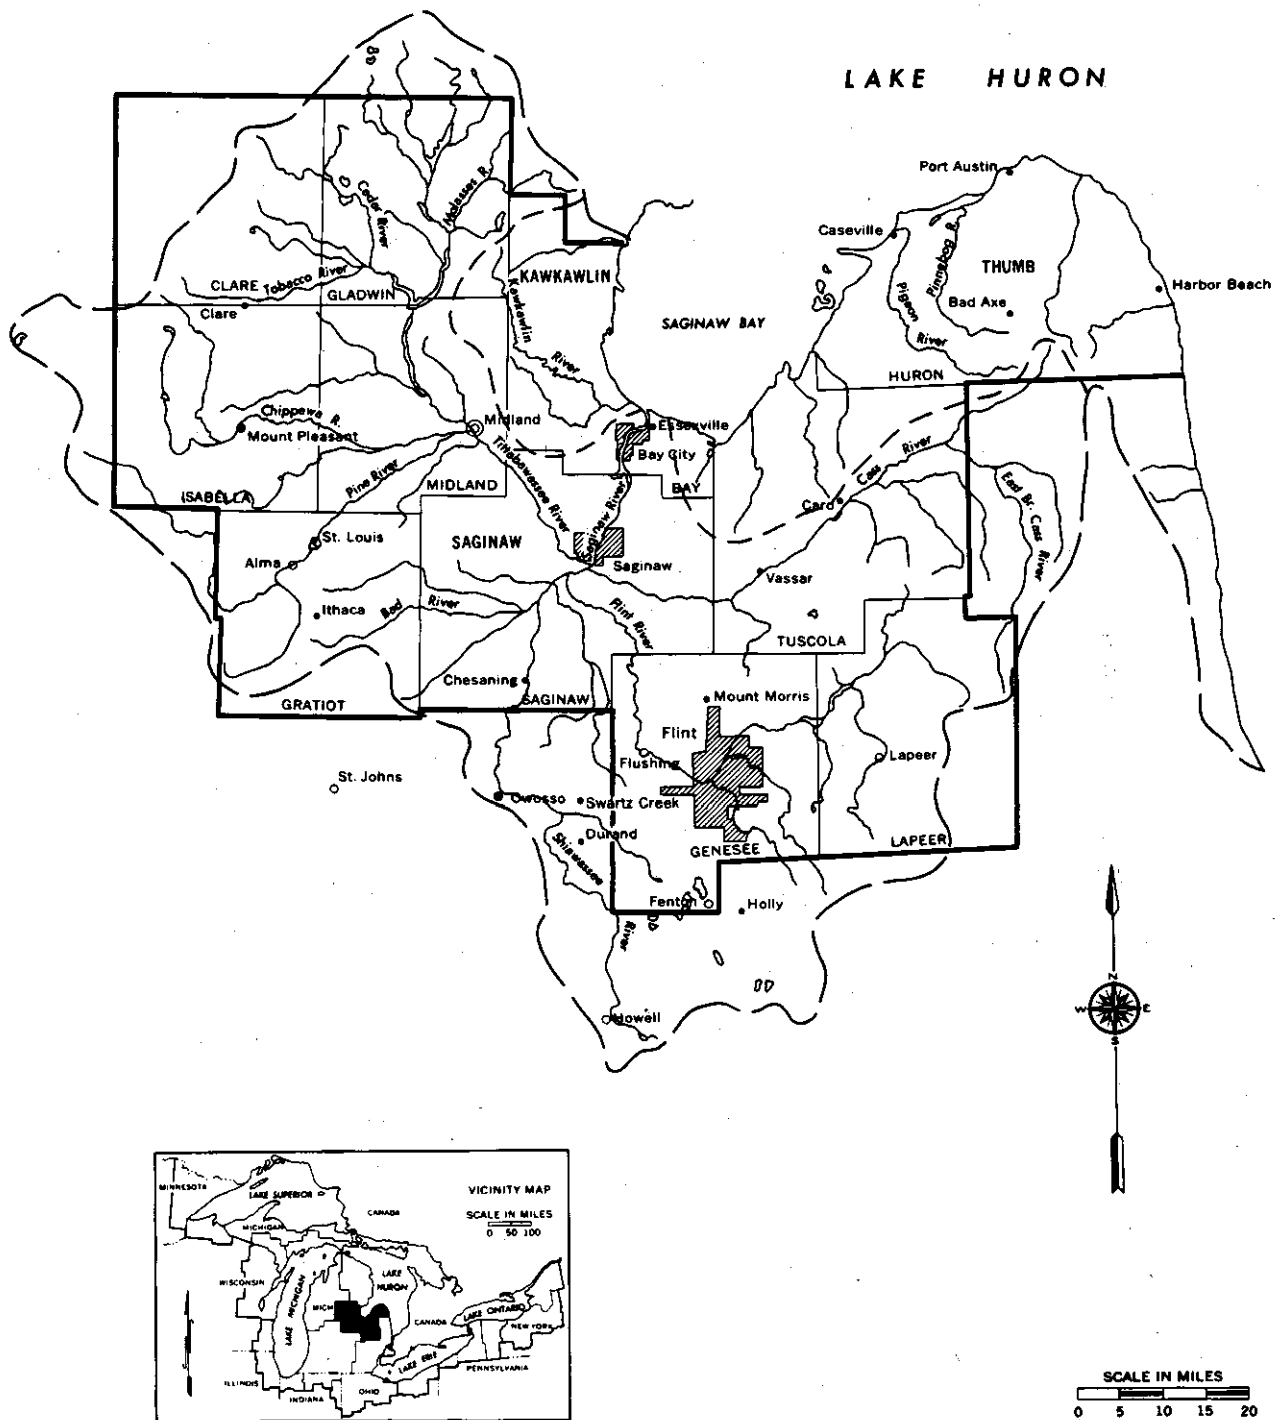 LAKE HURON
Port Austin
Caseville
Pinnebog R.
THUMB
Harbor Beach
Bad Axe
Pigeon
River
HURON
Molasses R.
Cedar River
KAWKAWLIN
Kawkawlin
River
SAGINAW BAY
CLARE
Tobacco River
GLADWIN
Clare
Chippewa R.
Mount Pleasant
Midland
Tittabawassee River
Essexville
Bay City
BAY
Cass River
Caro
East Br. Cass River
ISABELLA
Pine River
MIDLAND
Saginaw River
St. Louis
SAGINAW
Alma
Saginaw
Vassar
Ithaca
Bad River
Flint River
TUSCOLA
Chesaning
SAGINAW
GRATIOT
Mount Morris
Flint
Flushing
Lapeer
St. Johns
Owosso
Swartz Creek
Durand
Shiawassee
River
GENESEE
LAPEER
Fenton
Holly
Howell
N
W E
S
VICINITY MAP
SCALE IN MILES
0 50 100
MINNESOTA
LAKE SUPERIOR
CANADA
MICHIGAN
WISCONSIN
LAKE MICHIGAN
LAKE HURON
MICH
CANADA
LAKE ONTARIO
NEW YORK
LAKE ERIE
PENNSYLVANIA
ILLINOIS
INDIANA
OHIO
SCALE IN MILES
0 5 10 15 20